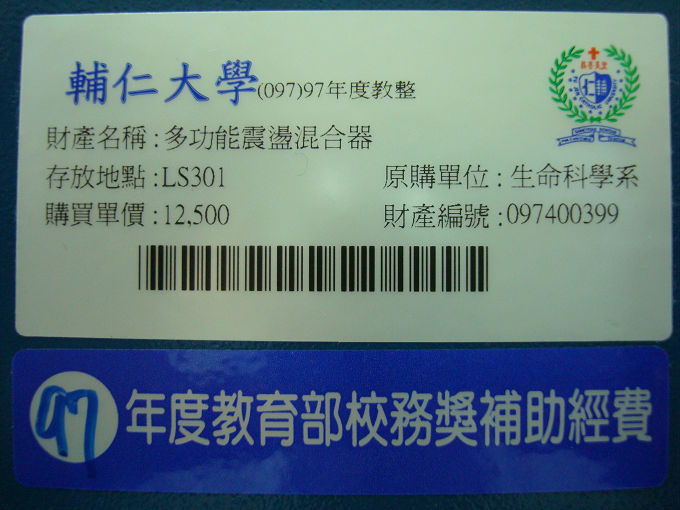 輔仁大學(097)97年度教整
財產名稱:多功能震盪混合器
存放地點:LS301 原購單位:生命科學系
購買單價:12,500 財產編號:097400399
97年度教育部校務獎補助經費